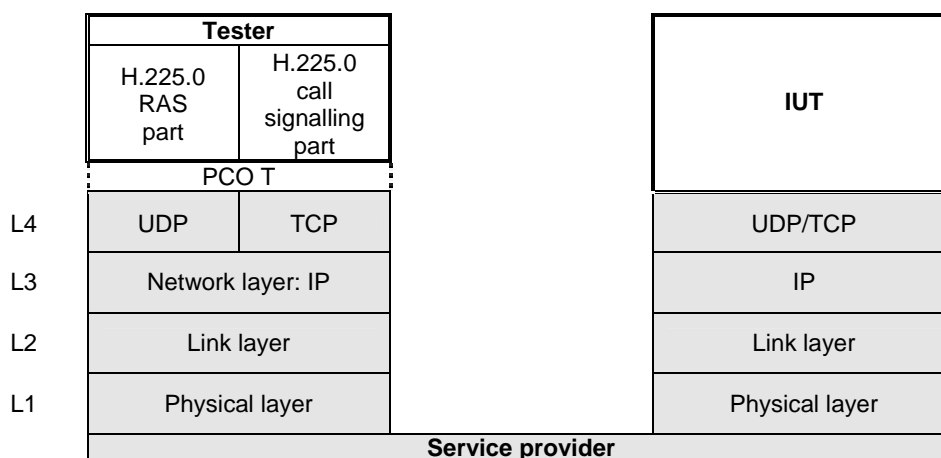 Tester
H.225.0
RAS
part
H.225.0
call
signalling
part
IUT
PCO T
L4
UDP
TCP
UDP/TCP
L3
Network layer: IP
IP
L2
Link layer
Link layer
L1
Physical layer
Physical layer
Service provider